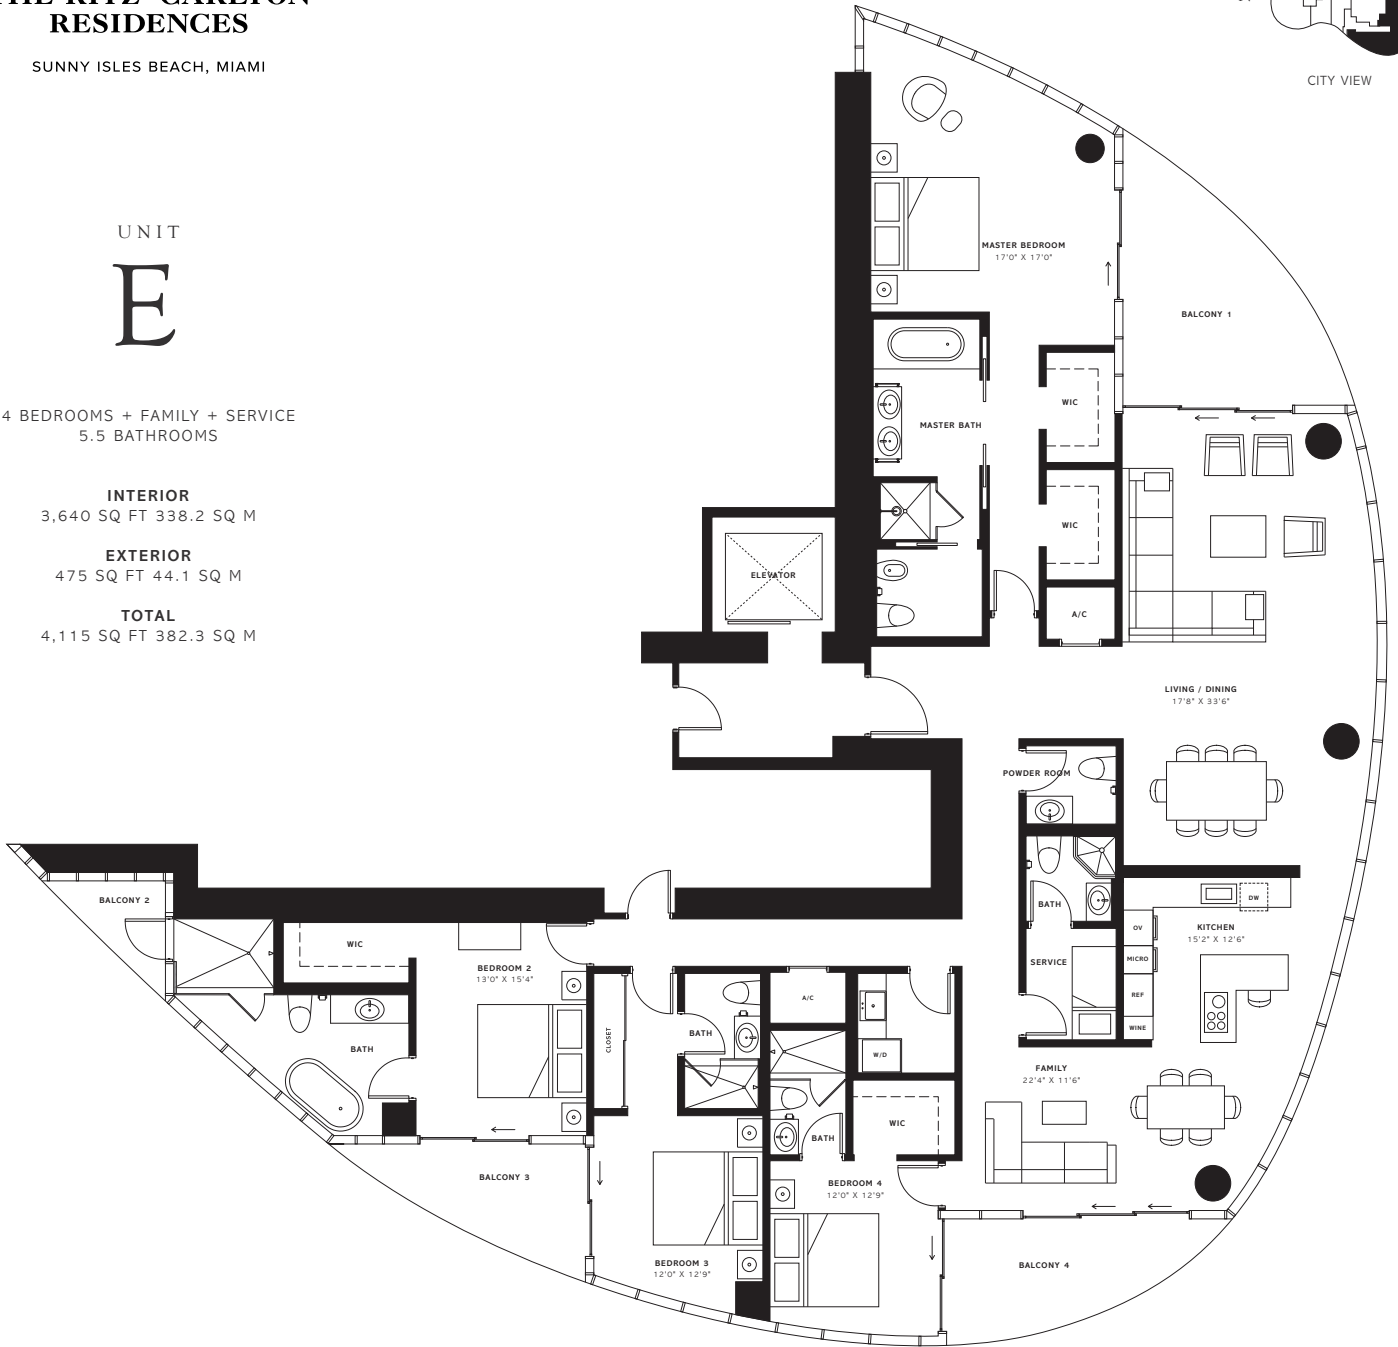 RESIDENCES
SUNNY ISLES BEACH, MIAMI
CITY VIEW
UNIT
E
4 BEDROOMS + FAMILY + SERVICE
5.5 BATHROOMS
INTERIOR
3,640 SQ FT 338.2 SQ M
EXTERIOR
475 SQ FT 44.1 SQ M
TOTAL
4,115 SQ FT 382.3 SQ M
MASTER BEDROOM
17'0" X 17'0"
BALCONY 1
WIC
MASTER BATH
WIC
ELEVATOR
A/C
LIVING / DINING
17'8" X 33'6"
POWDER ROOM
BATH
DW
KITCHEN
15'2" X 12'6"
OV
MICRO
REF
WINE
SERVICE
BALCONY 2
WIC
BEDROOM 2
13'0" X 15'4"
BATH
CLOSET
BATH
A/C
W/D
FAMILY
22'4" X 11'6"
WIC
BATH
BALCONY 3
BEDROOM 4
12'0" X 12'9"
BEDROOM 3
12'0" X 12'9"
BALCONY 4